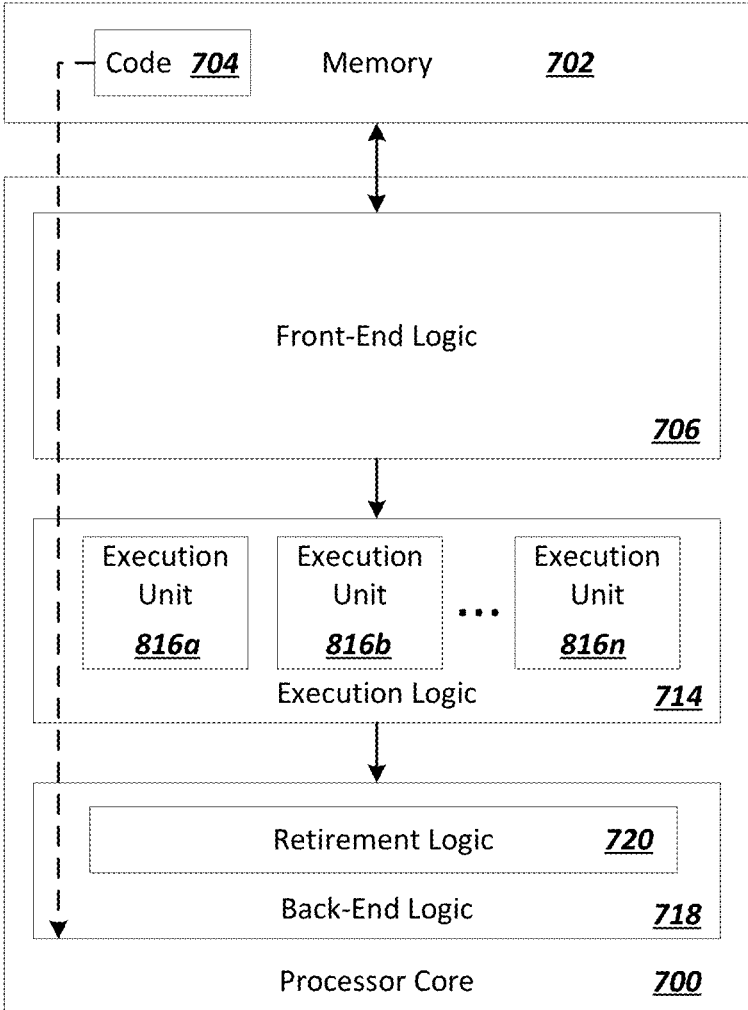 Code 704 Memory 702
Front-End Logic
706
Execution Execution Execution
Unit Unit ... Unit
816a 816b 816n
Execution Logic 714
Retirement Logic 720
Back-End Logic 718
Processor Core 700